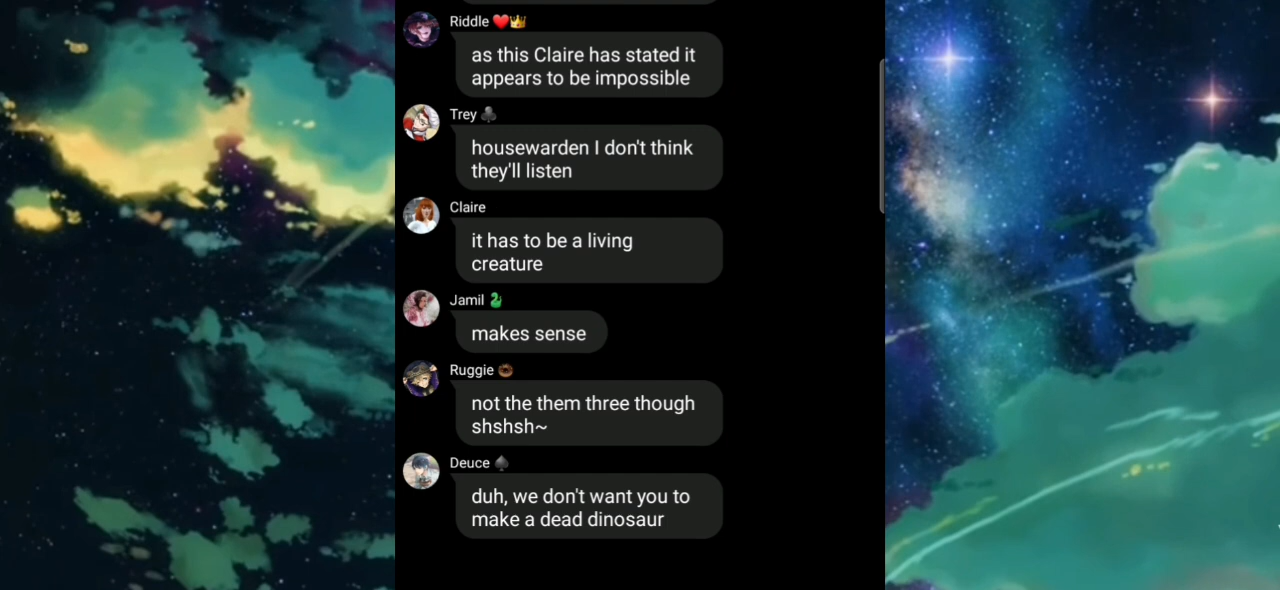 Riddle ❤️👑
as this Claire has stated it
appears to be impossible
Trey ♣️
housewarden I don't think
they'll listen
Claire
it has to be a living
creature
Jamil 🐍
makes sense
Ruggie 🍩
not the them three though
shshsh~
Deuce ♠️
duh, we don't want you to
make a dead dinosaur